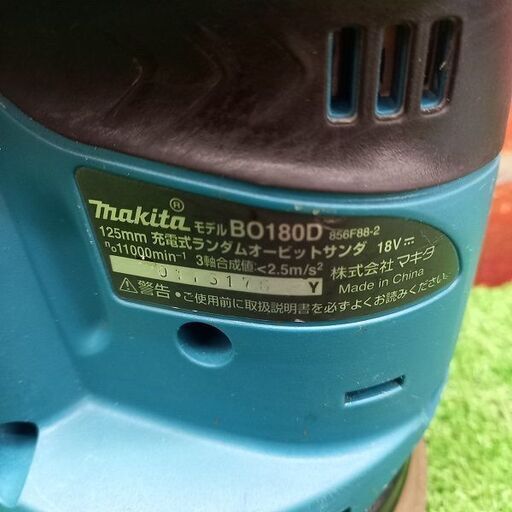 makita® モデル BO180D 856F88-2
125mm 充電式ランダムオービットサンダ 18V⎓
n₀11000min⁻¹ 3軸合成値<2.5m/s² 株式会社マキタ
Y Made in China
⚠警告・ご使用前に取扱説明書を必ずよくお読みください。